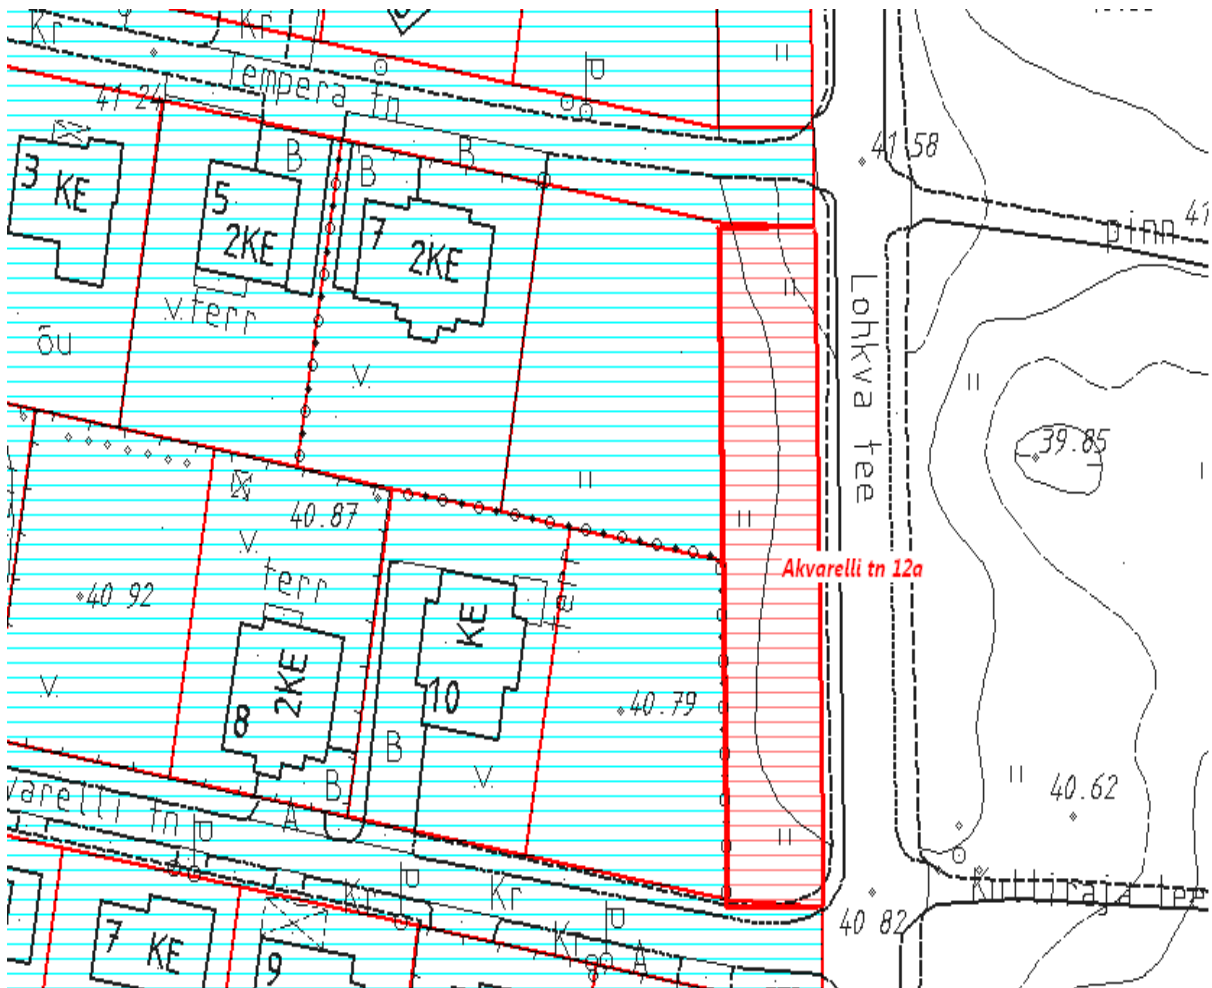 Kr
Kr
Tempera tn
41 24
41 58
3
KE
5
2KE
B
B
B
7
2KE
pinn
41
v.
terr
õu
v.
Lohkva tee
39.85
40.87
v.
terr
40 92
Akvarelli tn 12a
KE
terr
2KE
8
10
40.79
v.
B
v.
B
40.62
varelli tn
A
Kuttiraja tee
Kr
Kr
40 82
7
KE
9
Kr
A